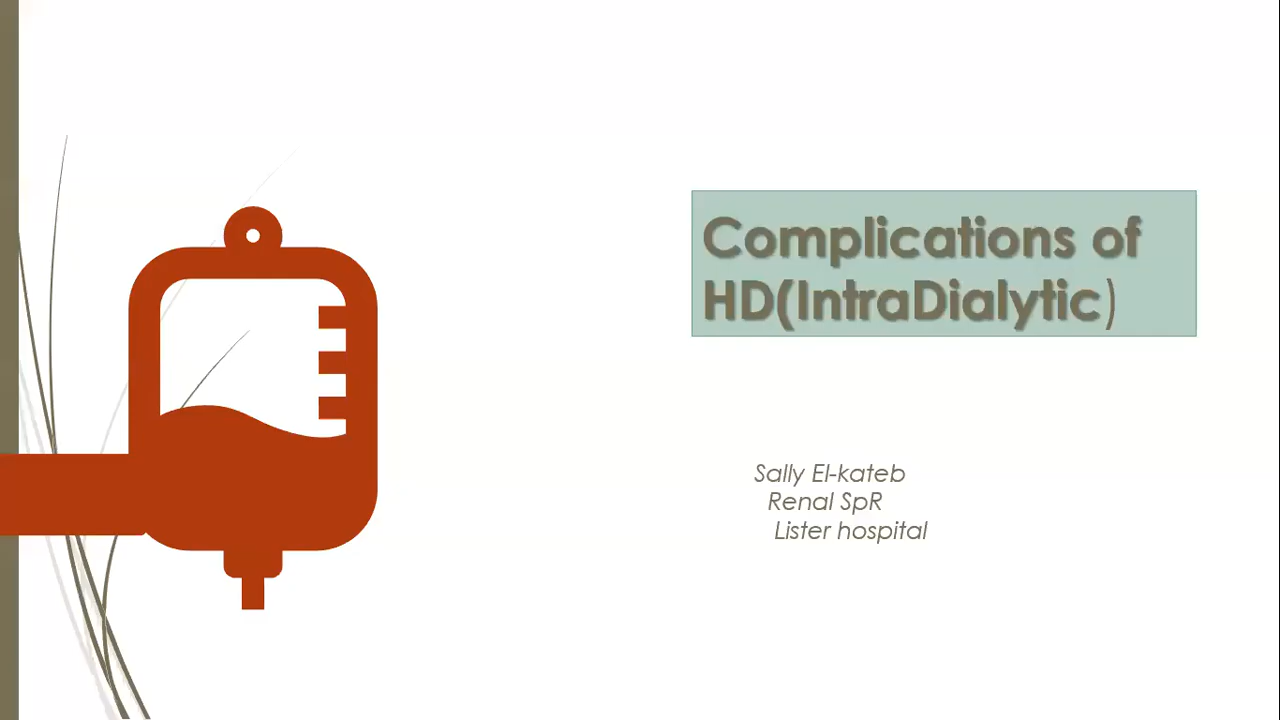 Complications of
HD(IntraDialytic)
Sally El-kateb
Renal SpR
Lister hospital